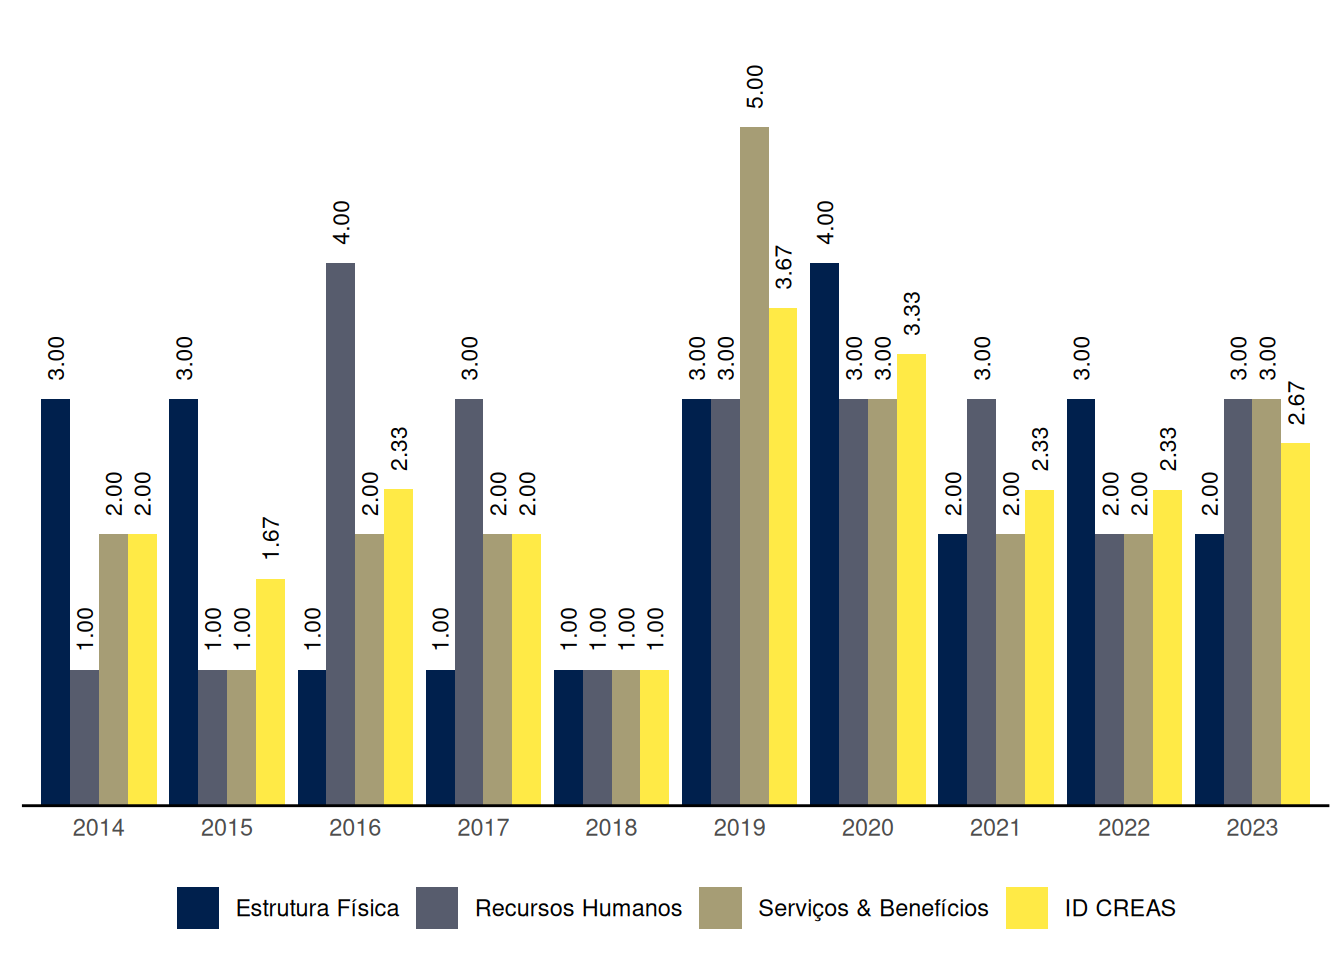 5.00
4.00 4.00
3.67
3.33
3.00 3.00 3.00 3.00 3.00 3.00 3.00 3.00 3.00 3.00 3.00
2.67
2.33 2.33 2.33
2.00 2.00 2.00 2.00 2.00 2.00 2.00 2.00 2.00 2.00
1.67
1.00 1.00 1.00 1.00 1.00 1.00 1.00 1.00 1.00
2014 2015 2016 2017 2018 2019 2020 2021 2022 2023
Estrutura Física Recursos Humanos Serviços & Benefícios ID CREAS